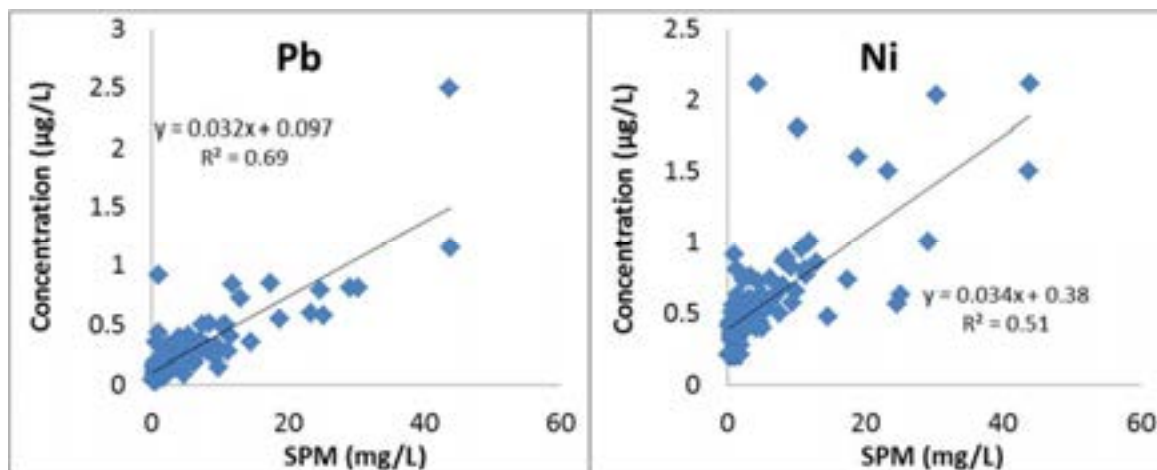 Pb
Concentration (µg/L)
3
2.5
2
1.5
1
0.5
0
y = 0.032x + 0.097
R² = 0.69
0 20 40 60
SPM (mg/L)
Ni
Concentration (µg/L)
2.5
2
1.5
1
0.5
0
y = 0.034x + 0.38
R² = 0.51
0 20 40 60
SPM (mg/L)